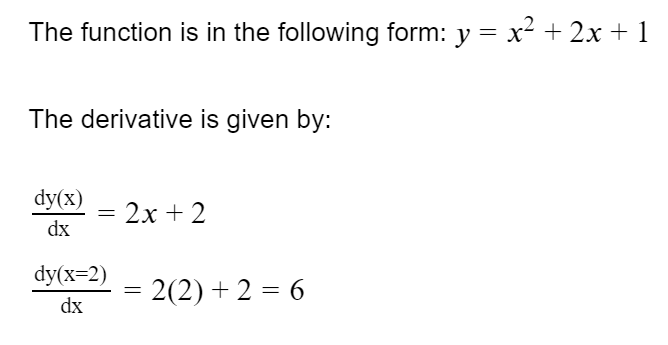 The function is in the following form: y = x² + 2x + 1
The derivative is given by:
dy(x)/dx = 2x + 2
dy(x=2)/dx = 2(2) + 2 = 6